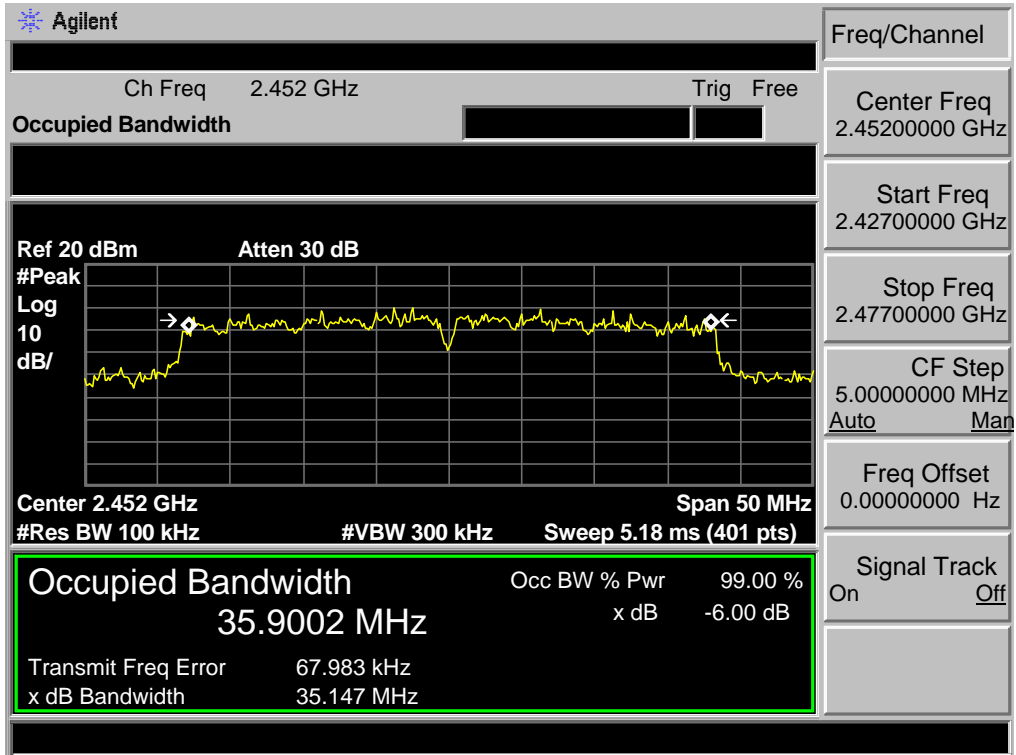 Agilent
Freq/Channel
Ch Freq 2.452 GHz Trig Free
Occupied Bandwidth
Center Freq
2.45200000 GHz
Start Freq
2.42700000 GHz
Ref 20 dBm Atten 30 dB
#Peak
Log
10
dB/
Stop Freq
2.47700000 GHz
CF Step
5.00000000 MHz
Auto Man
Freq Offset
0.00000000 Hz
Center 2.452 GHz Span 50 MHz
#Res BW 100 kHz #VBW 300 kHz Sweep 5.18 ms (401 pts)
Signal Track
On Off
Occupied Bandwidth Occ BW % Pwr 99.00 %
35.9002 MHz x dB -6.00 dB
Transmit Freq Error 67.983 kHz
x dB Bandwidth 35.147 MHz